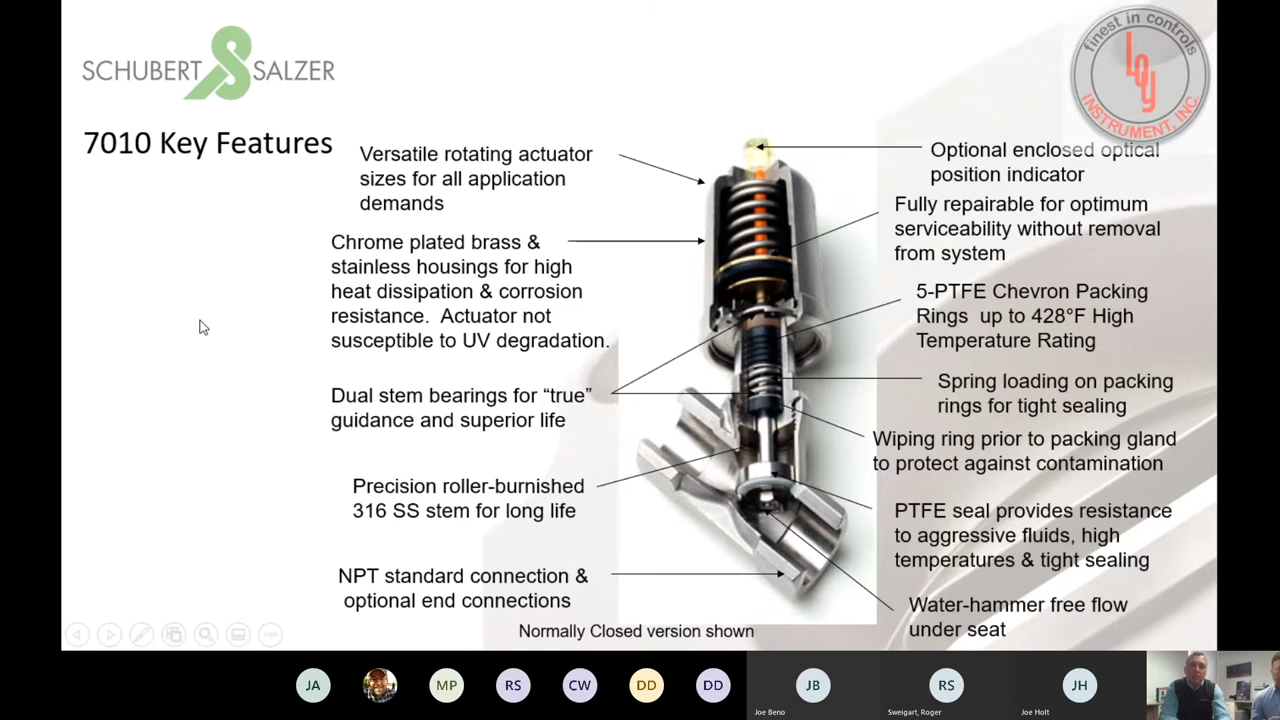 SCHUBERT SALZER
finest in controls
loy
INSTRUMENT, INC.
7010 Key Features
Versatile rotating actuator
sizes for all application
demands
Chrome plated brass &
stainless housings for high
heat dissipation & corrosion
resistance.  Actuator not
susceptible to UV degradation.
Dual stem bearings for “true”
guidance and superior life
Precision roller-burnished
316 SS stem for long life
NPT standard connection &
optional end connections
Optional enclosed optical
position indicator
Fully repairable for optimum
serviceability without removal
from system
5-PTFE Chevron Packing
Rings  up to 428°F High
Temperature Rating
Spring loading on packing
rings for tight sealing
Wiping ring prior to packing gland
to protect against contamination
PTFE seal provides resistance
to aggressive fluids, high
temperatures & tight sealing
Water-hammer free flow
under seat
Normally Closed version shown
JA
MP
RS
CW
DD
DD
JB
Joe Beno
RS
Sweigart, Roger
JH
Joe Holt